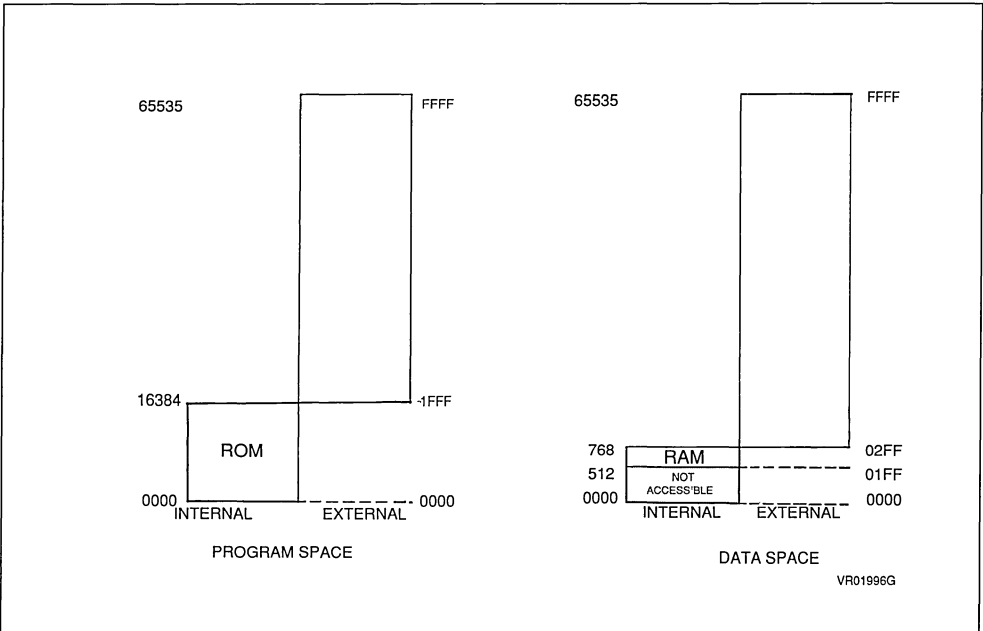 65535
FFFF
16384
-1FFF
ROM
0000
0000
INTERNAL
EXTERNAL
PROGRAM SPACE
65535
FFFF
768
RAM
02FF
512
NOT
ACCESS'BLE
01FF
0000
0000
INTERNAL
EXTERNAL
DATA SPACE
VR01996G